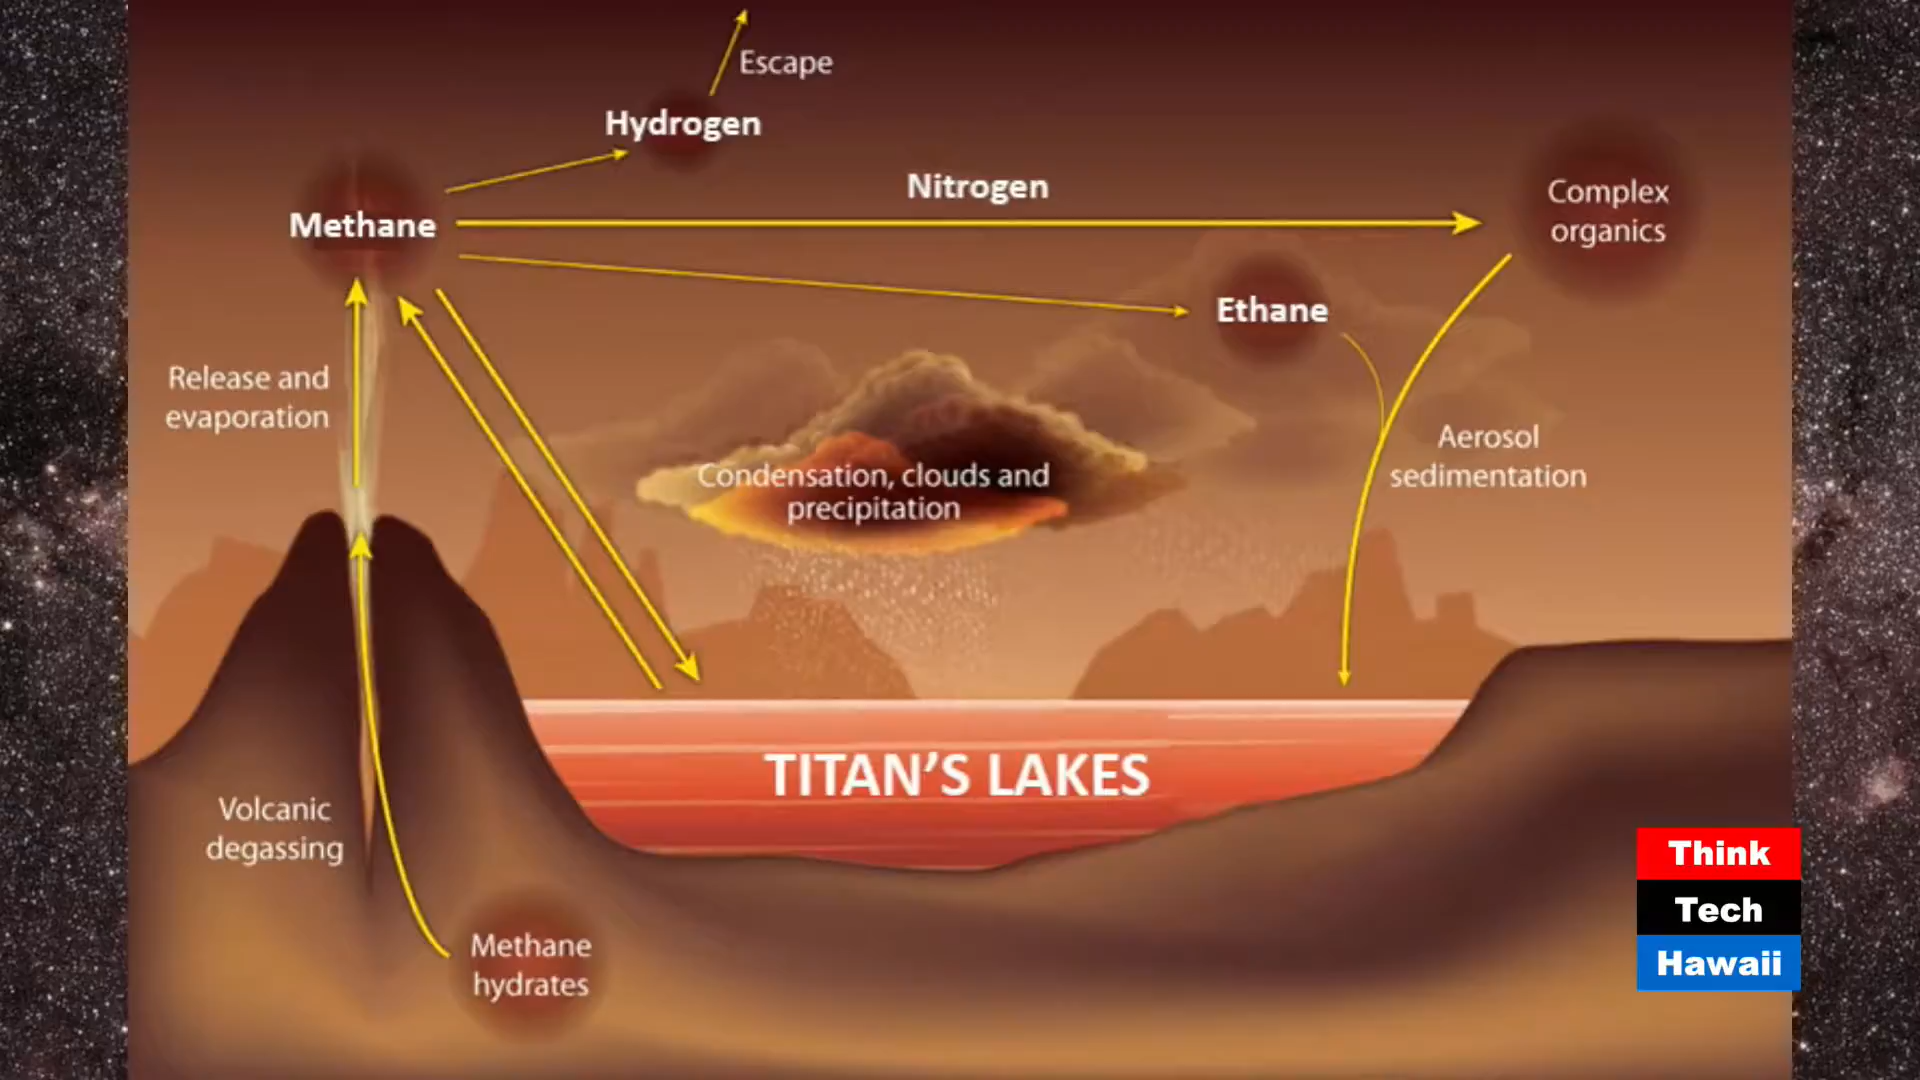 Escape
Hydrogen
Nitrogen
Methane
Complex
organics
Ethane
Release and
evaporation
Condensation, clouds and
precipitation
Aerosol
sedimentation
TITAN'S LAKES
Volcanic
degassing
Methane
hydrates
Think
Tech
Hawaii